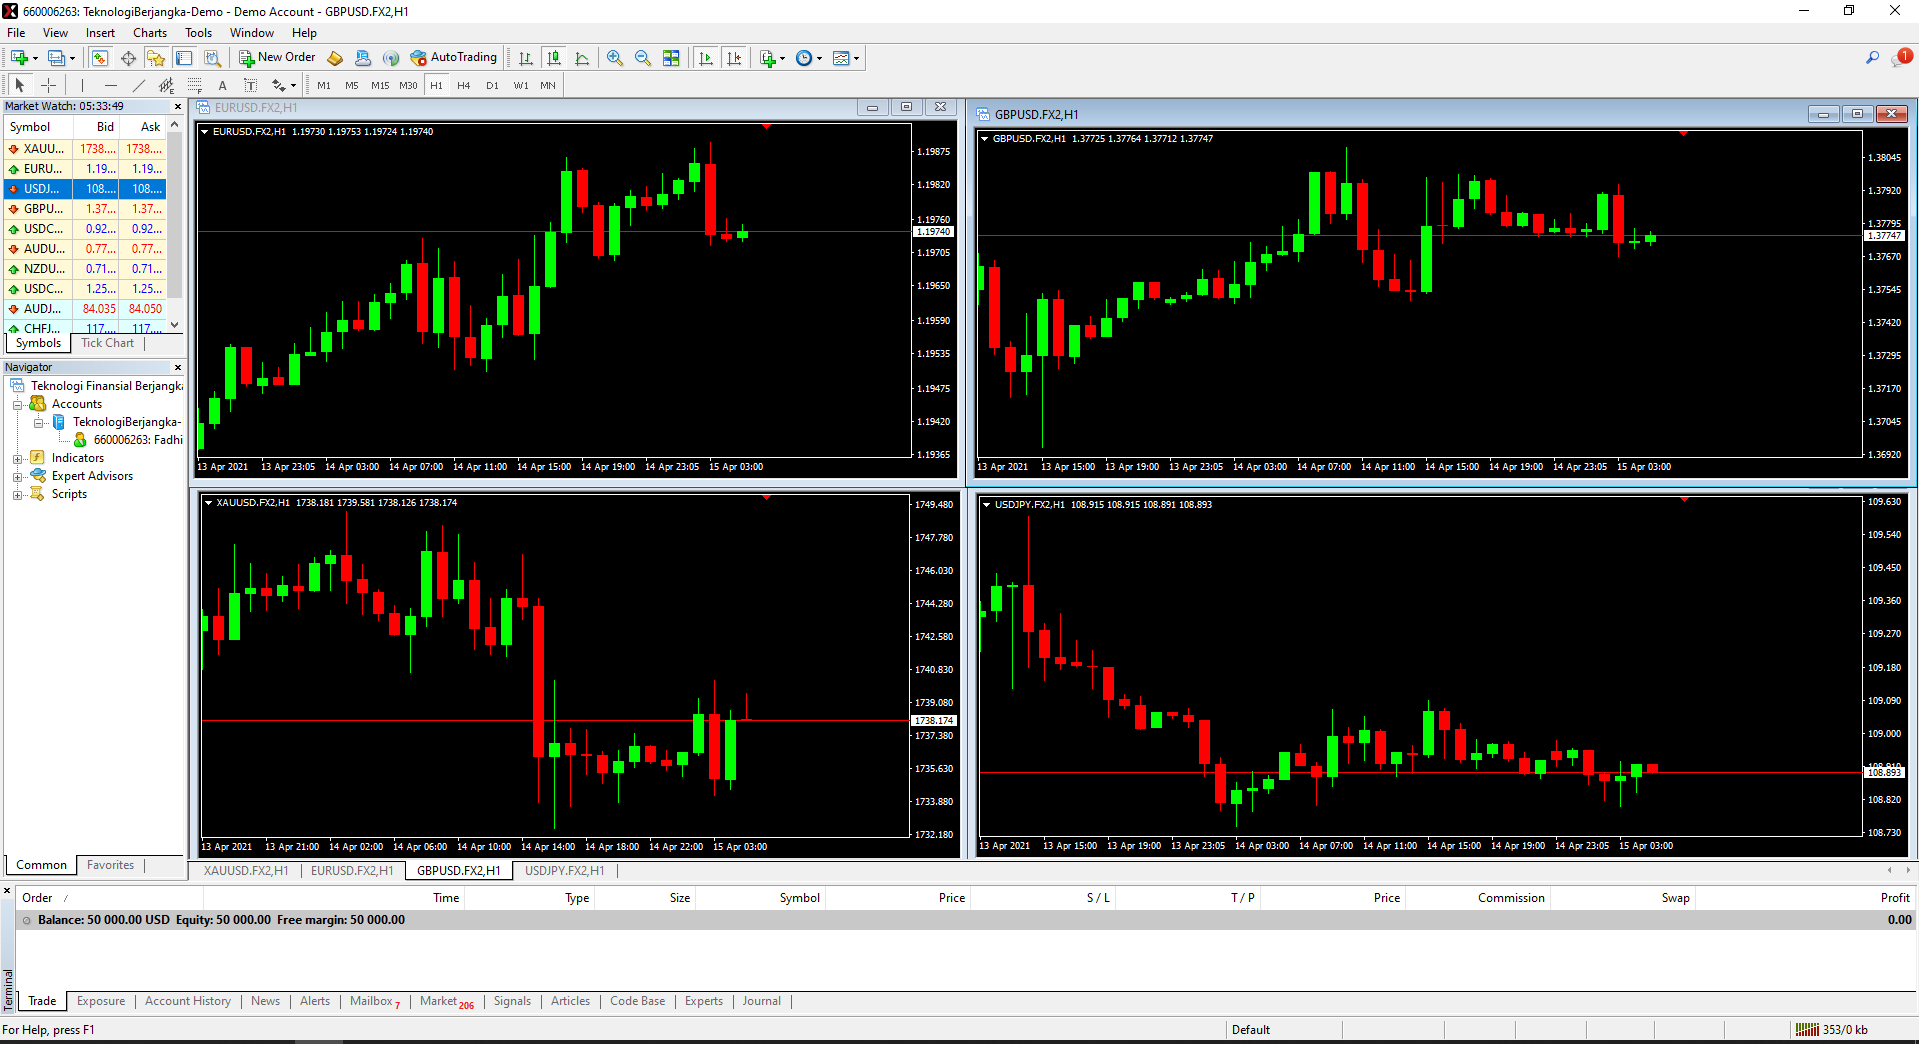 660006263: TeknologiBerjangka-Demo - Demo Account - GBPUSD.FX2,H1
File View Insert Charts Tools Window Help
New Order AutoTrading 1
A T M1 M5 M15 M30 H1 H4 D1 W1 MN
Market Watch: 05:33:49
Symbol Bid Ask
XAUU... 1738.... 1738....
EURU... 1.19... 1.19...
USDJ... 108.... 108....
GBPU... 1.37... 1.37...
USDC... 0.92... 0.92...
AUDU... 0.77... 0.77...
NZDU... 0.71... 0.71...
USDC... 1.25... 1.25...
AUDJ... 84.035 84.050
CHFJ... 117.... 117....
Symbols Tick Chart
Navigator
Teknologi Finansial Berjangka
Accounts
TeknologiBerjangka-
660006263: Fadhi
Indicators
Expert Advisors
Scripts
Common Favorites
EURUSD.FX2,H1
EURUSD.FX2,H1 1.19730 1.19753 1.19724 1.19740
1.19875
1.19820
1.19760
1.19740
1.19705
1.19650
1.19590
1.19535
1.19475
1.19420
1.19365
13 Apr 2021 13 Apr 23:05 14 Apr 03:00 14 Apr 07:00 14 Apr 11:00 14 Apr 15:00 14 Apr 19:00 14 Apr 23:05 15 Apr 03:00
GBPUSD.FX2,H1
GBPUSD.FX2,H1 1.37725 1.37764 1.37712 1.37747
1.38045
1.37920
1.37795
1.37747
1.37670
1.37545
1.37420
1.37295
1.37170
1.37045
1.36920
13 Apr 2021 13 Apr 15:00 13 Apr 19:00 13 Apr 23:05 14 Apr 03:00 14 Apr 07:00 14 Apr 11:00 14 Apr 15:00 14 Apr 19:00 14 Apr 23:05 15 Apr 03:00
XAUUSD.FX2,H1 1738.181 1739.581 1738.126 1738.174
1749.480
1747.780
1746.030
1744.280
1742.580
1740.830
1739.080
1738.174
1737.380
1735.630
1733.880
1732.180
13 Apr 2021 13 Apr 21:00 14 Apr 02:00 14 Apr 06:00 14 Apr 10:00 14 Apr 14:00 14 Apr 18:00 14 Apr 22:00 15 Apr 03:00
USDJPY.FX2,H1 108.915 108.915 108.891 108.893
109.630
109.540
109.450
109.360
109.270
109.180
109.090
109.000
108.910
108.893
108.820
108.730
13 Apr 2021 13 Apr 15:00 13 Apr 19:00 13 Apr 23:05 14 Apr 03:00 14 Apr 07:00 14 Apr 11:00 14 Apr 15:00 14 Apr 19:00 14 Apr 23:05 15 Apr 03:00
XAUUSD.FX2,H1 EURUSD.FX2,H1 GBPUSD.FX2,H1 USDJPY.FX2,H1
Order / Time Type Size Symbol Price S / L T / P Price Commission Swap Profit
Balance: 50 000.00 USD Equity: 50 000.00 Free margin: 50 000.00 0.00
Terminal
Trade Exposure Account History News Alerts Mailbox 7 Market 206 Signals Articles Code Base Experts Journal
For Help, press F1 Default 353/0 kb